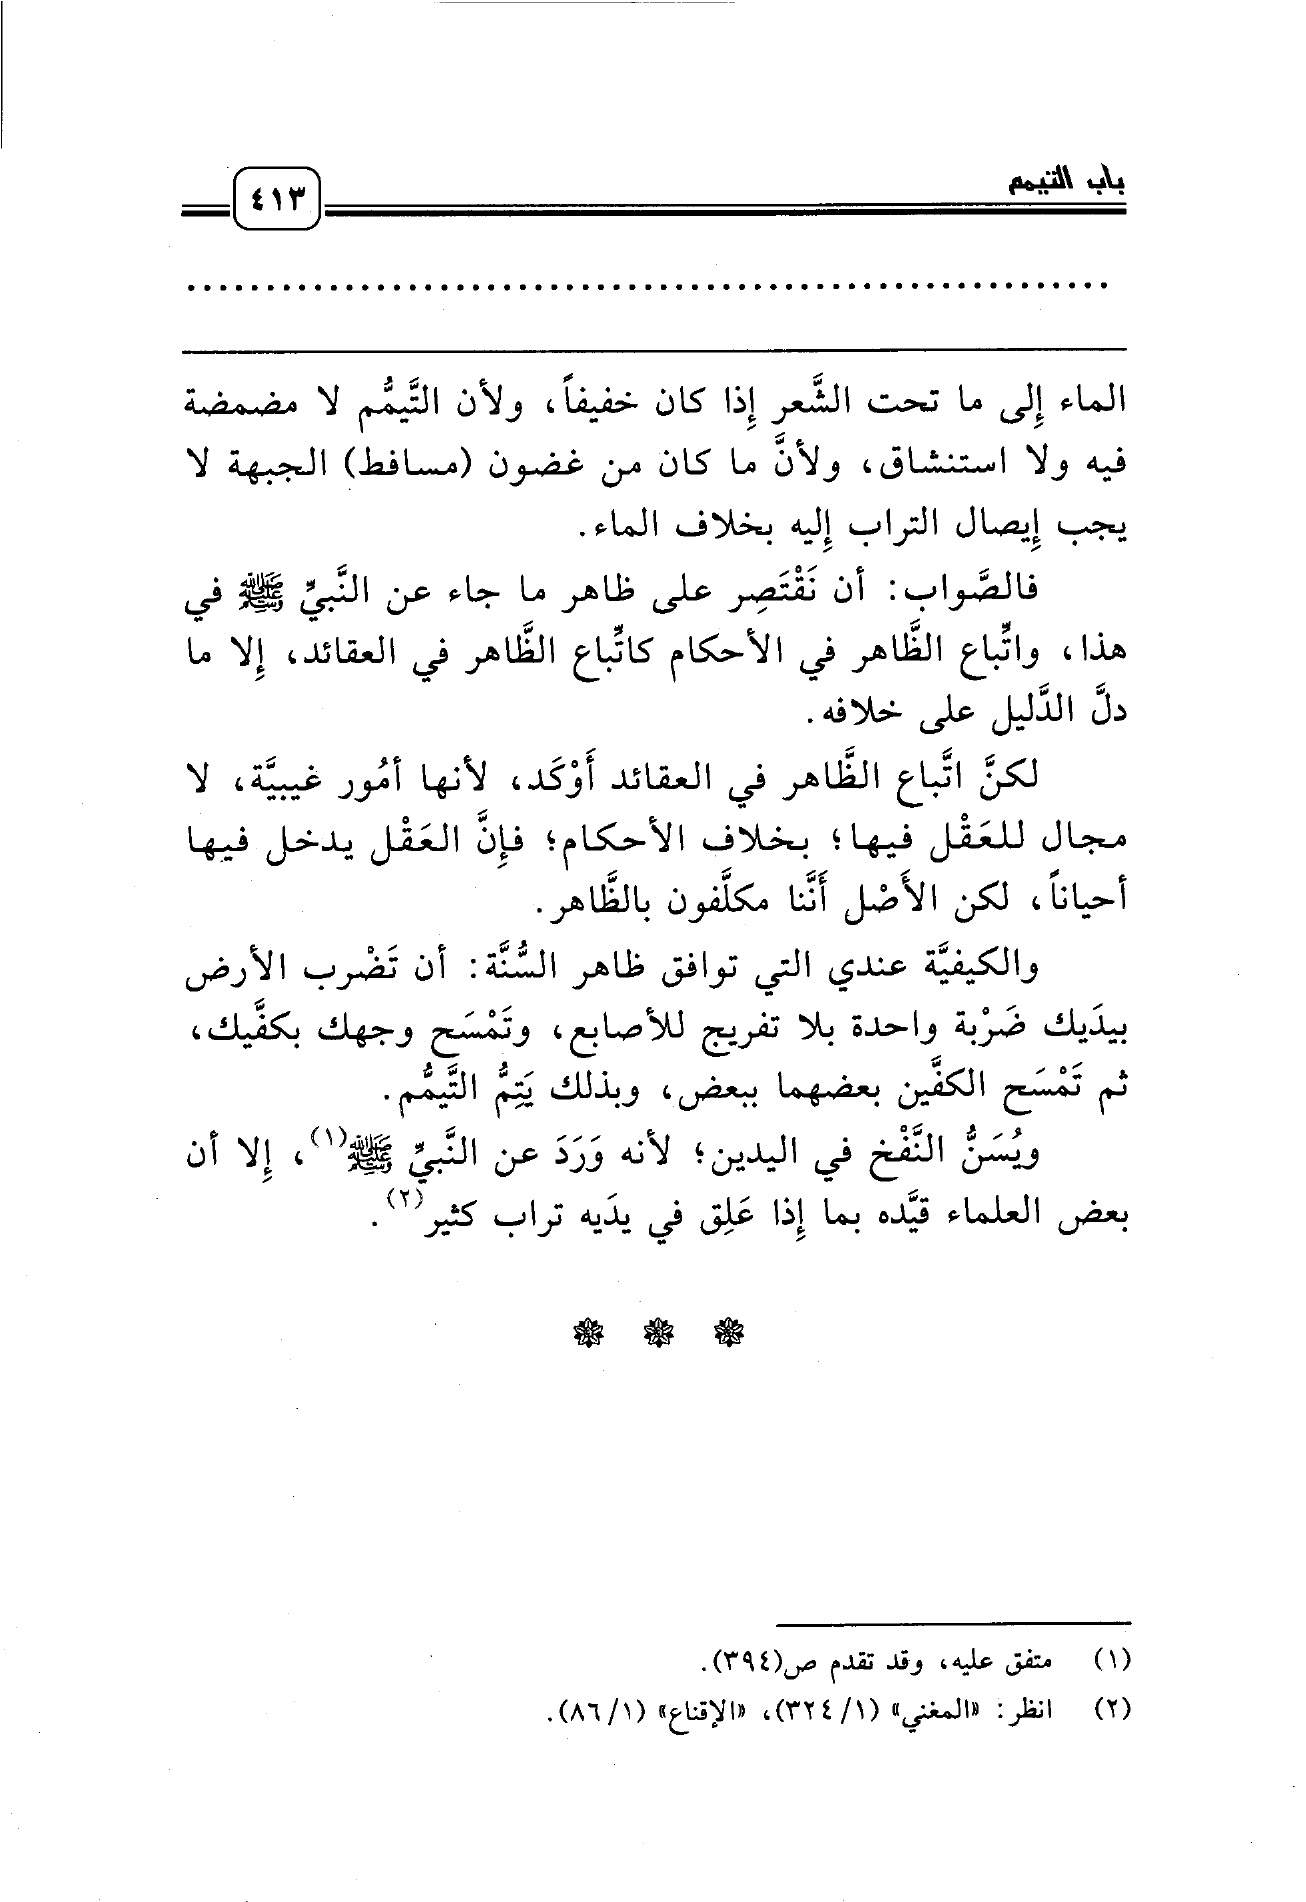 باب التيمم
٤١٣
الماء إِلى ما تحت الشَّعر إِذا كان خفيفاً، ولأن التَّيمُّم لا مضمضة
فيه ولا استنشاق، ولأنَّ ما كان من غضون (مسافط) الجبهة لا
يجب إِيصال التراب إِليه بخلاف الماء.
فالصَّواب: أن نَقْتَصِر على ظاهر ما جاء عن النَّبيِّ ﷺ في
هذا، واتِّباع الظَّاهر في الأحكام كاتِّباع الظَّاهر في العقائد، إِلا ما
دلَّ الدَّليل على خلافه.
لكنَّ اتَّباع الظَّاهر في العقائد أَوْكَد، لأنها أمُور غيبيَّة، لا
مجال للعَقْل فيها؛ بخلاف الأحكام؛ فإِنَّ العَقْل يدخل فيها
أحياناً، لكن الأَصْل أَنَّنا مكلَّفون بالظَّاهر.
والكيفيَّة عندي التي توافق ظاهر السُّنَّة: أن تَضْرب الأرض
بيدَيك ضَرْبة واحدة بلا تفريج للأصابع، وتَمْسَح وجهك بكفَّيك،
ثم تَمْسَح الكفَّين بعضهما ببعض، وبذلك يَتِمُّ التَّيمُّم.
ويُسَنُّ النَّفْخ في اليدين؛ لأنه وَرَدَ عن النَّبيِّ ﷺ(١)، إِلا أن
بعض العلماء قيَّده بما إِذا عَلِق في يدَيه تراب كثير(٢).
(١) متفق عليه، وقد تقدم ص(٣٩٤).
(٢) انظر: «المغني» (١/ ٣٢٤)، «الإقناع» (١/ ٨٦).